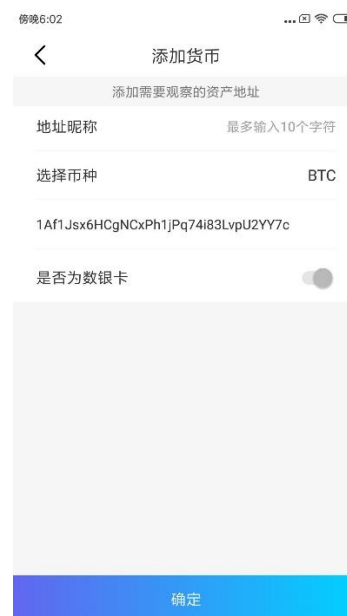 傍晚6:02
添加货币
添加需要观察的资产地址
地址昵称 最多输入10个字符
选择币种 BTC
1Af1Jsx6HCgNCxPh1jPq74i83LvpU2YY7c
是否为数银卡
确定